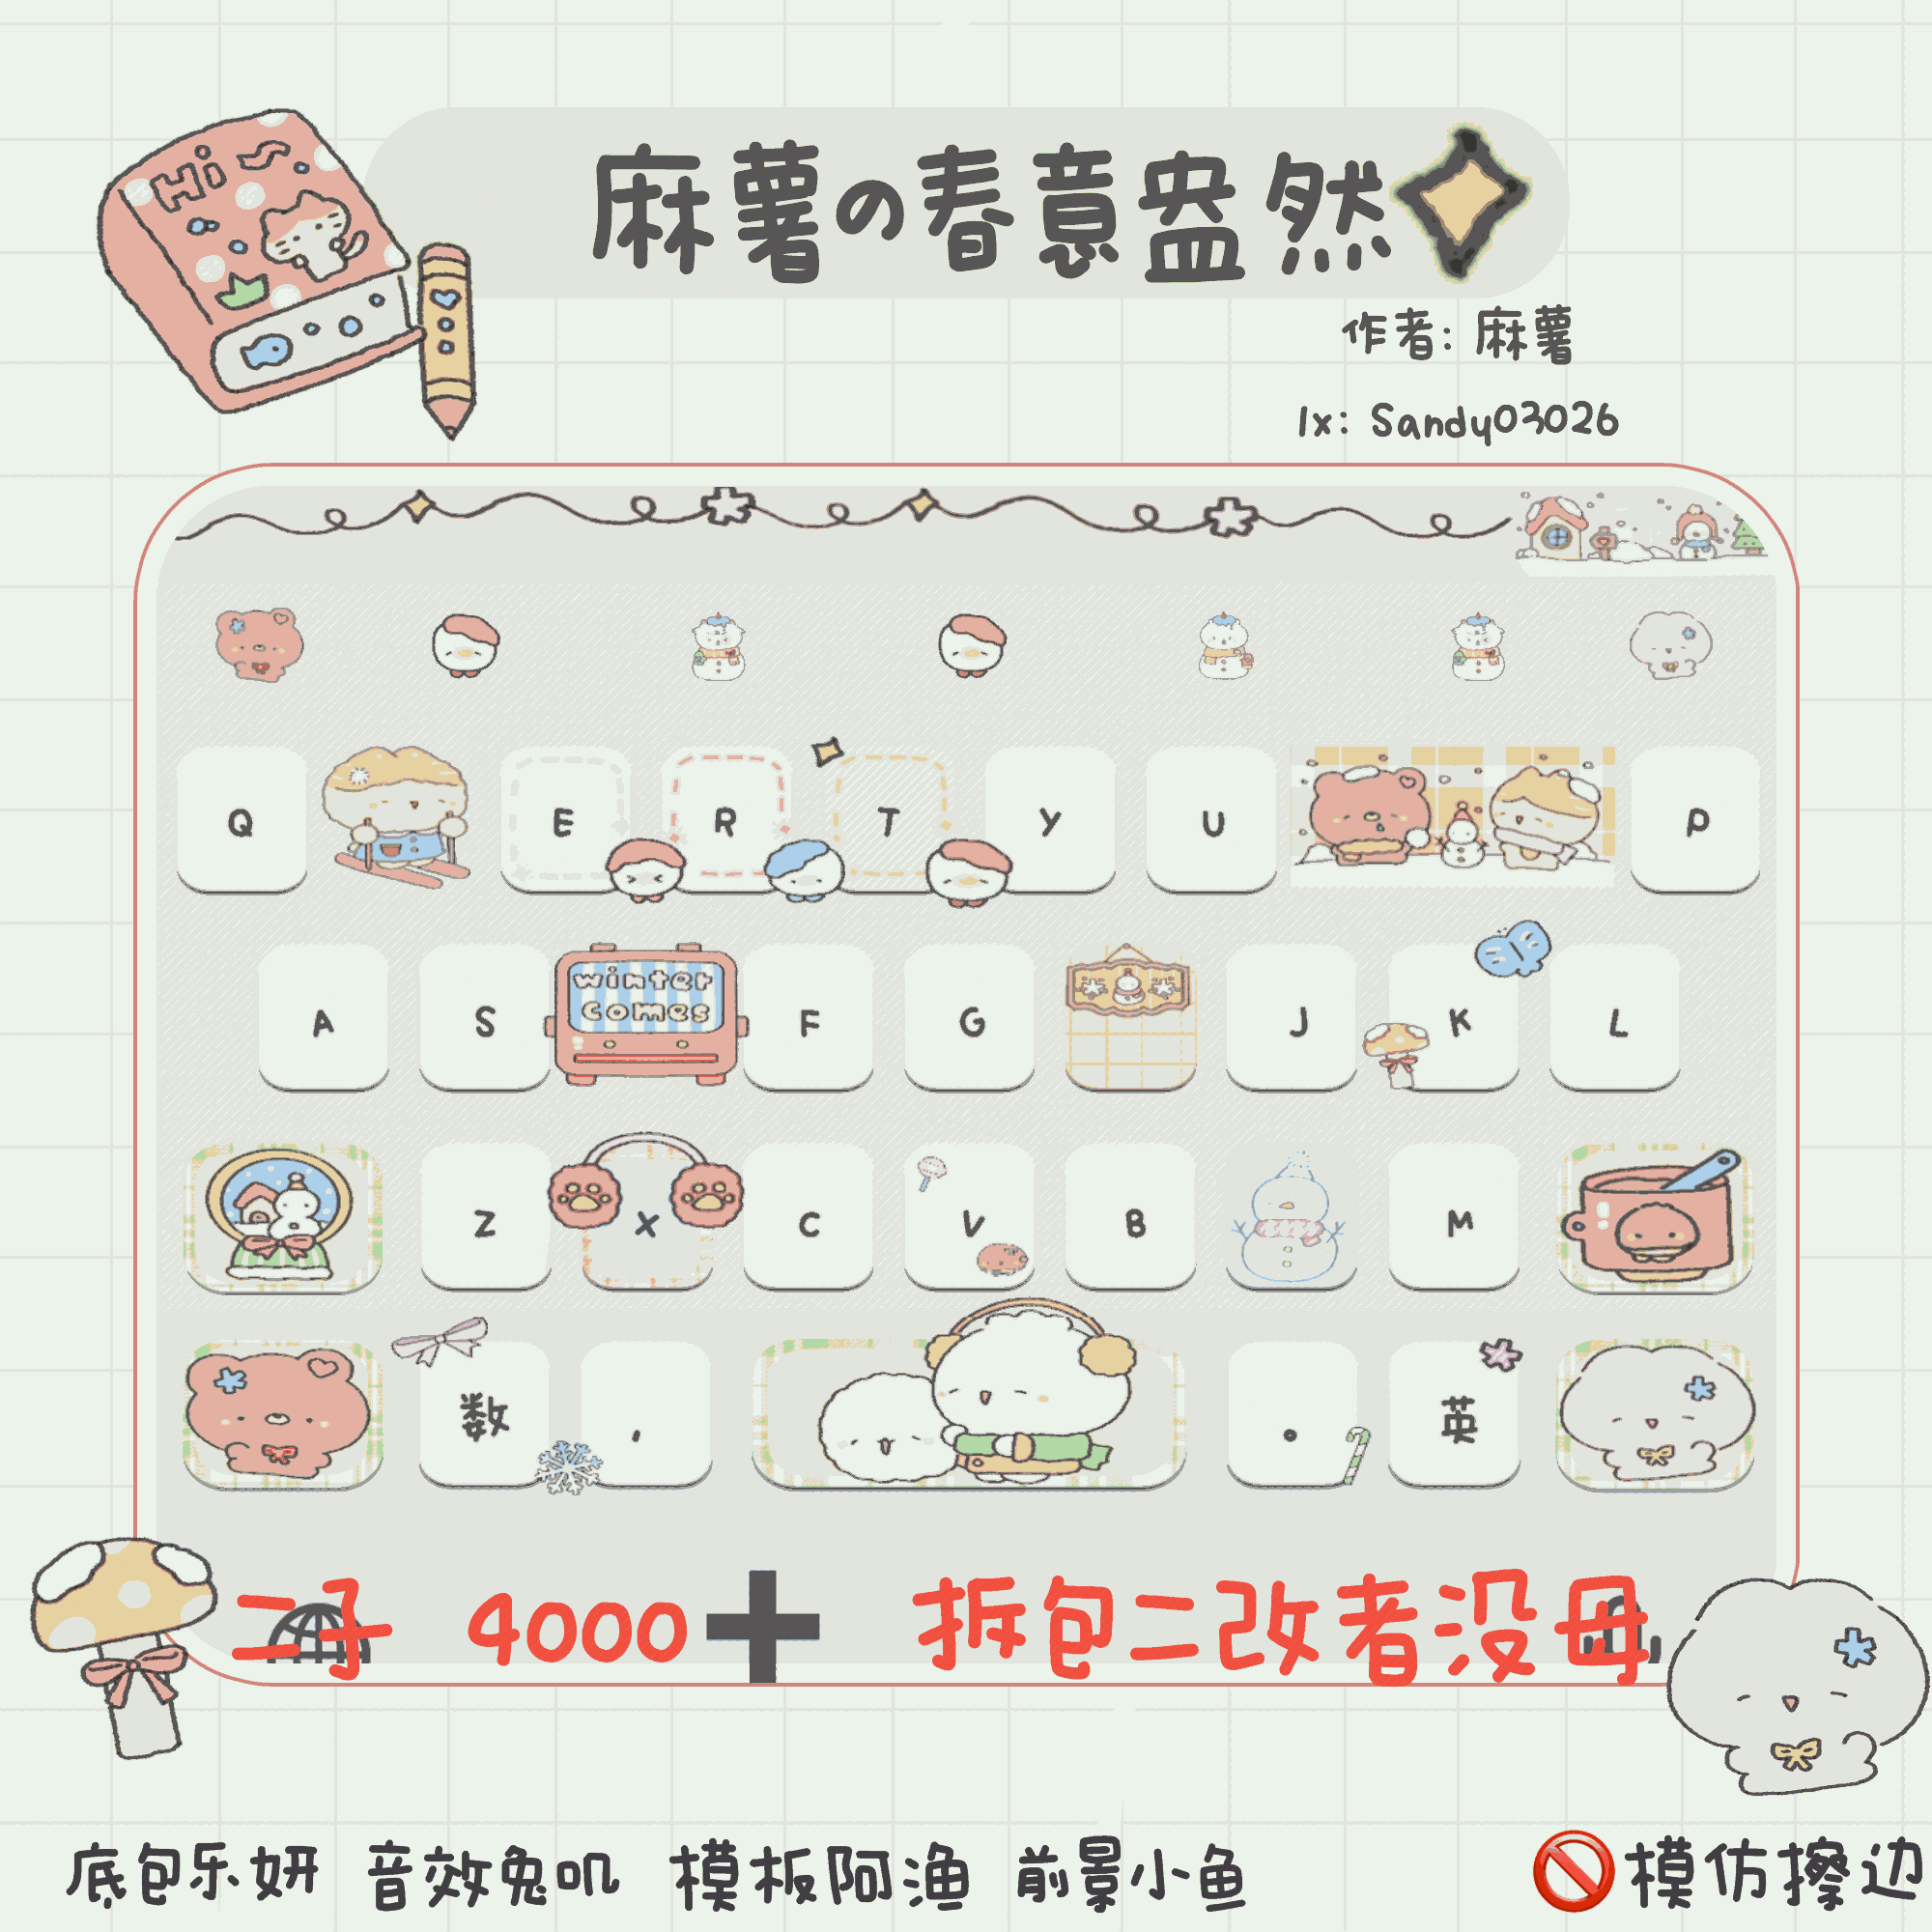 Hi
麻薯の春意盎然
作者: 麻薯
lx: Sandy03026
Q E R T Y U P
A S winter comes F G J K L
Z X C V B M
数 , 。 英
二子 4000+ 拆包二改者没母
底包乐妍 音效兔叽 模板阿渔 前景小鱼 🚫模仿擦边